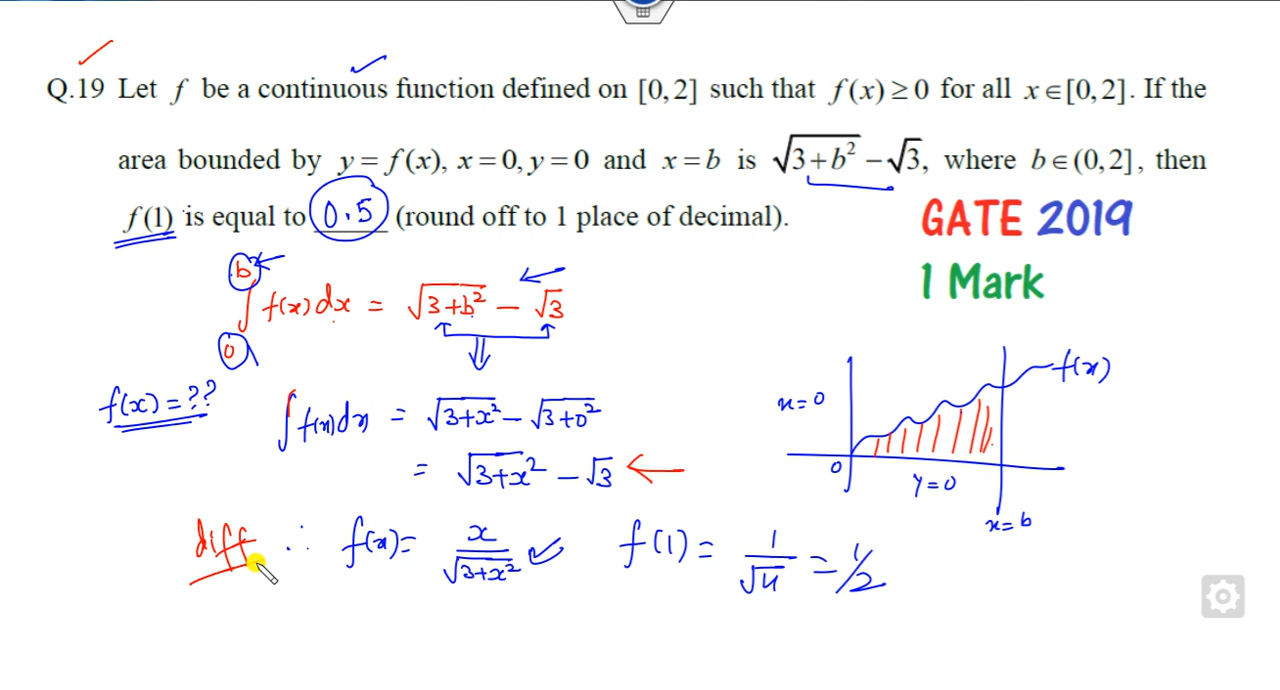 Q.19 Let f be a continuous function defined on [0,2] such that f(x) ≥ 0 for all x ∈ [0,2]. If the
area bounded by y = f(x), x = 0, y = 0 and x = b is √(3+b²) − √3, where b ∈ (0,2], then
f(1) is equal to 0.5 (round off to 1 place of decimal).
GATE 2019
1 Mark
∫₀ᵇ f(x) dx = √(3+b²) − √3
f(x) = ??
∫ f(x) dx = √(3+x²) − √(3+0²)
= √(3+x²) − √3
diff ∴ f(x) = x/√(3+x²) f(1) = 1/√4 = 1/2
f(x)
x=0
0
y=0
x=b